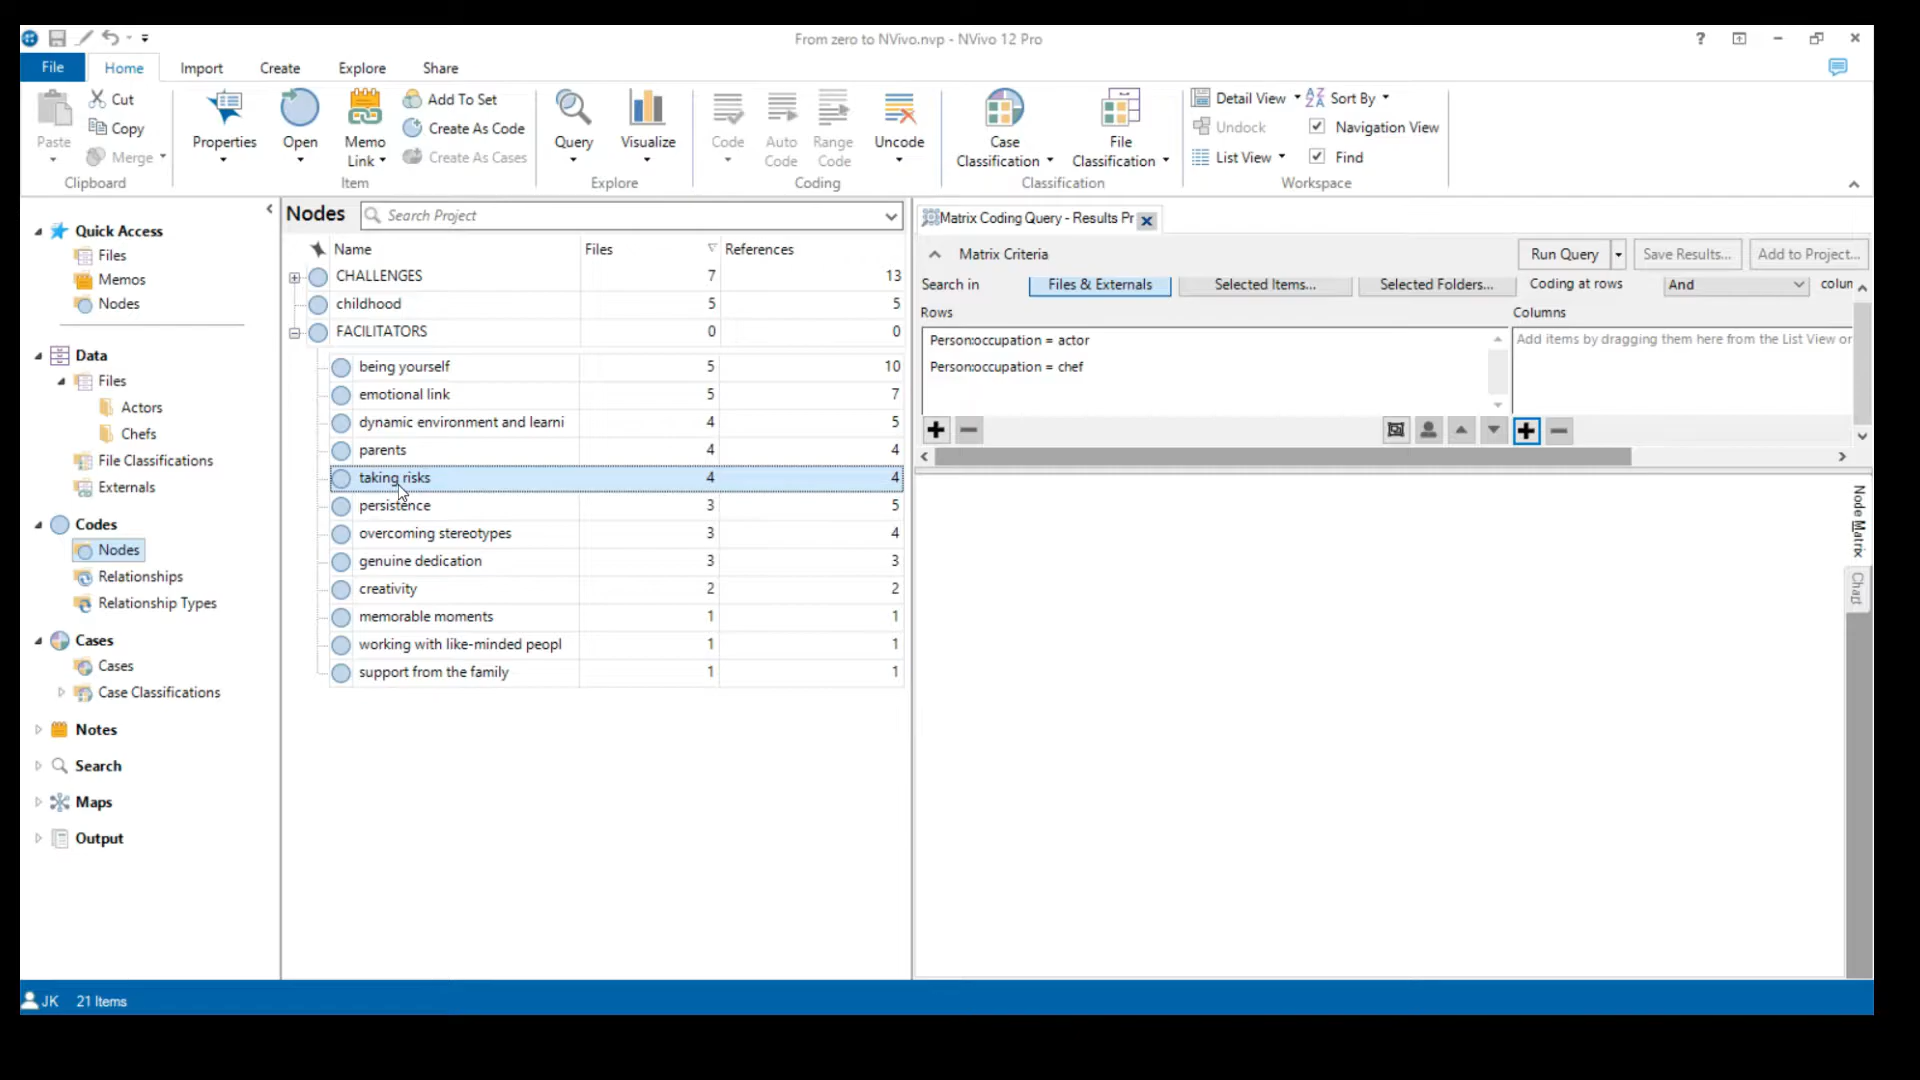 From zero to NVivo.nvp - NVivo 12 Pro
File Home Import Create Explore Share
Paste Cut Copy Merge Clipboard
Properties Open Memo Link Add To Set Create As Code Create As Cases Item
Query Visualize Explore
Code Auto Code Range Code Uncode Coding
Case Classification File Classification Classification
Detail View Sort By Undock Navigation View List View Find Workspace
Quick Access
Files
Memos
Nodes
Data
Files
Actors
Chefs
File Classifications
Externals
Codes
Nodes
Relationships
Relationship Types
Cases
Cases
Case Classifications
Notes
Search
Maps
Output
Nodes Search Project
Name Files References
CHALLENGES 7 13
childhood 5 5
FACILITATORS 0 0
being yourself 5 10
emotional link 5 7
dynamic environment and learni 4 5
parents 4 4
taking risks 4 4
persistence 3 5
overcoming stereotypes 3 4
genuine dedication 3 3
creativity 2 2
memorable moments 1 1
working with like-minded peopl 1 1
support from the family 1 1
Matrix Coding Query - Results Pr
Matrix Criteria Run Query Save Results... Add to Project...
Search in Files & Externals Selected Items... Selected Folders... Coding at rows And colun
Rows Columns
Person:occupation = actor
Person:occupation = chef
Add items by dragging them here from the List View or
Node Matrix
Chart
JK 21 Items